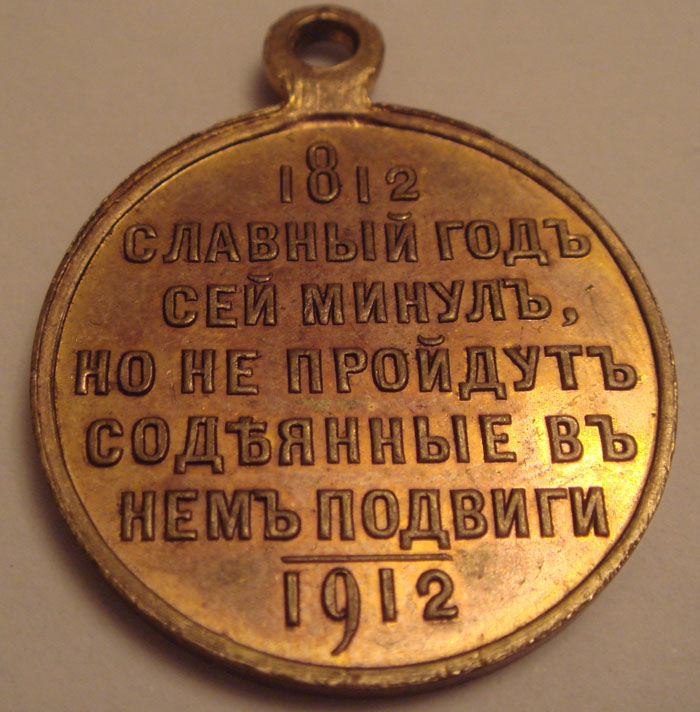 1812
СЛАВНЫЙ ГОДЪ
СЕЙ МИНУЛЪ,
НО НЕ ПРОЙДУТЪ
СОДѢЯННЫЕ ВЪ
НЕМЪ ПОДВИГИ
1912